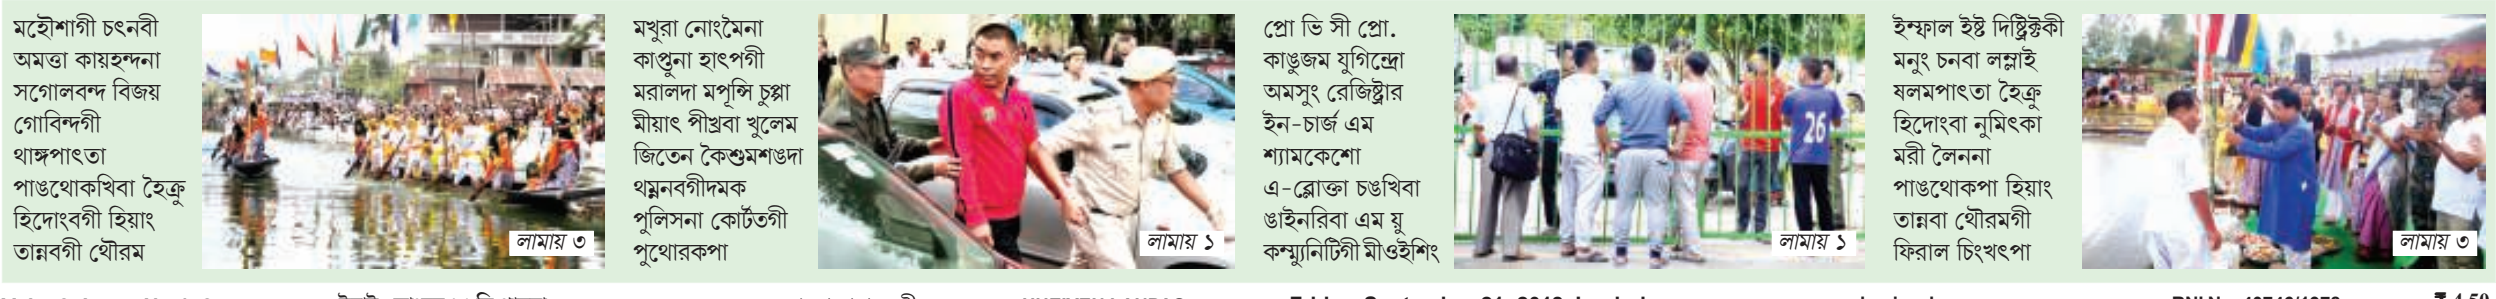 মহৌশাগী চৎনবী
অমত্তা কায়হন্দনা
সগোলবন্দ বিজয়
গোবিন্দগী
থাঙ্গপাৎতা
পাঙথোকখিবা হৈক্রু
হিদোংবগী হিয়াং
তান্নবগী থৌরম
লামায় ৩
মখুরা নোংমৈনা
কাপ্পুনা হাৎপগী
মরালদা মপুন্সি চুপ্পা
মীয়াৎ পীখ্রবা খুলেম
জিতেন কৈশুমশঙদা
থম্ননবগীদমক
পুলিসনা কোর্টতগী
পুথোরকপা
লামায় ১
প্রো ভি সী প্রো.
কাঙুজম যুগিন্দ্রো
অমসুং রেজিষ্ট্রার
ইন-চার্জ এম
শ্যামকেশো
এ-ব্লোক্তা চঙখিবা
ঙাইনরিবা এম য়ু
কম্ম্যুনিটিগী মীওইশিং
26
লামায় ১
ইম্ফাল ইষ্ট দিষ্ট্রিক্টকী
মনুং চনবা লম্লাই
ষলমপাৎতা হৈক্রু
হিদোংবা নুমিৎকা
মরী লৈননা
পাঙথোকপা হিয়াং
তান্নবা থৌরমগী
ফিরাল চিংখৎপা
লামায় ৩